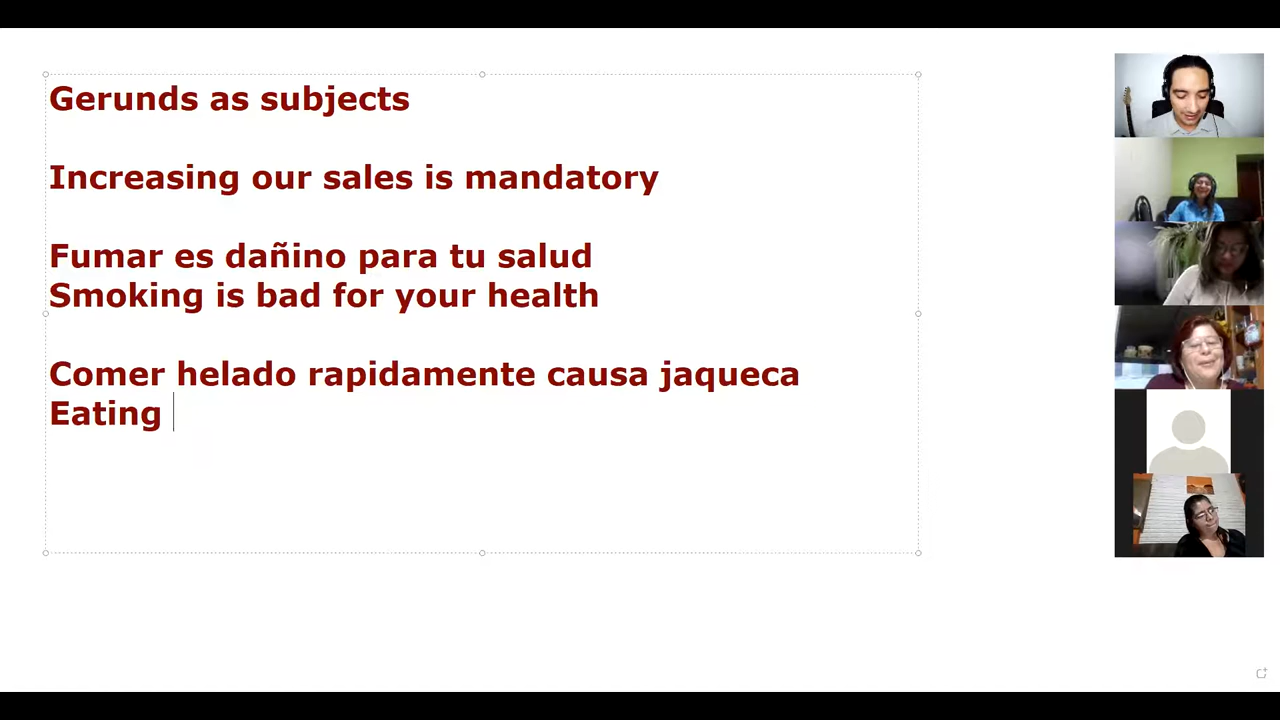 Gerunds as subjects
Increasing our sales is mandatory
Fumar es dañino para tu salud
Smoking is bad for your health
Comer helado rapidamente causa jaqueca
Eating